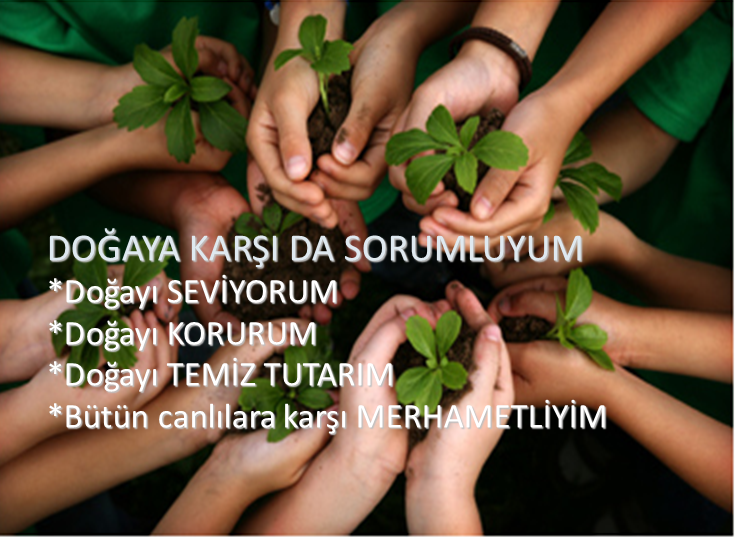 DOĞAYA KARŞI DA SORUMLUYUM
*Doğayı SEVİYORUM
*Doğayı KORURUM
*Doğayı TEMİZ TUTARIM
*Bütün canlılara karşı MERHAMETLİYİM